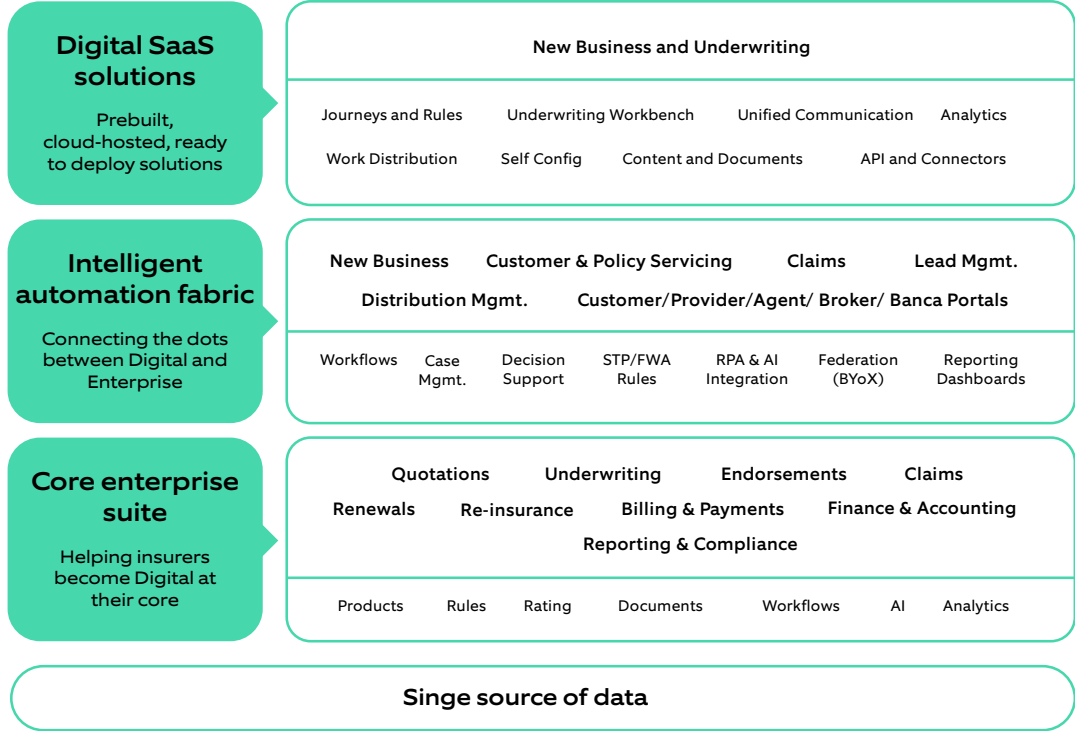 Digital SaaS
solutions
Prebuilt,
cloud-hosted, ready
to deploy solutions
New Business and Underwriting
Journeys and Rules Underwriting Workbench Unified Communication Analytics
Work Distribution Self Config Content and Documents API and Connectors
Intelligent
automation fabric
Connecting the dots
between Digital and
Enterprise
New Business Customer & Policy Servicing Claims Lead Mgmt.
Distribution Mgmt. Customer/Provider/Agent/ Broker/ Banca Portals
Workflows Case Decision STP/FWA RPA & AI Federation Reporting
Mgmt. Support Rules Integration (BYoX) Dashboards
Core enterprise
suite
Helping insurers
become Digital at
their core
Quotations Underwriting Endorsements Claims
Renewals Re-insurance Billing & Payments Finance & Accounting
Reporting & Compliance
Products Rules Rating Documents Workflows AI Analytics
Singe source of data